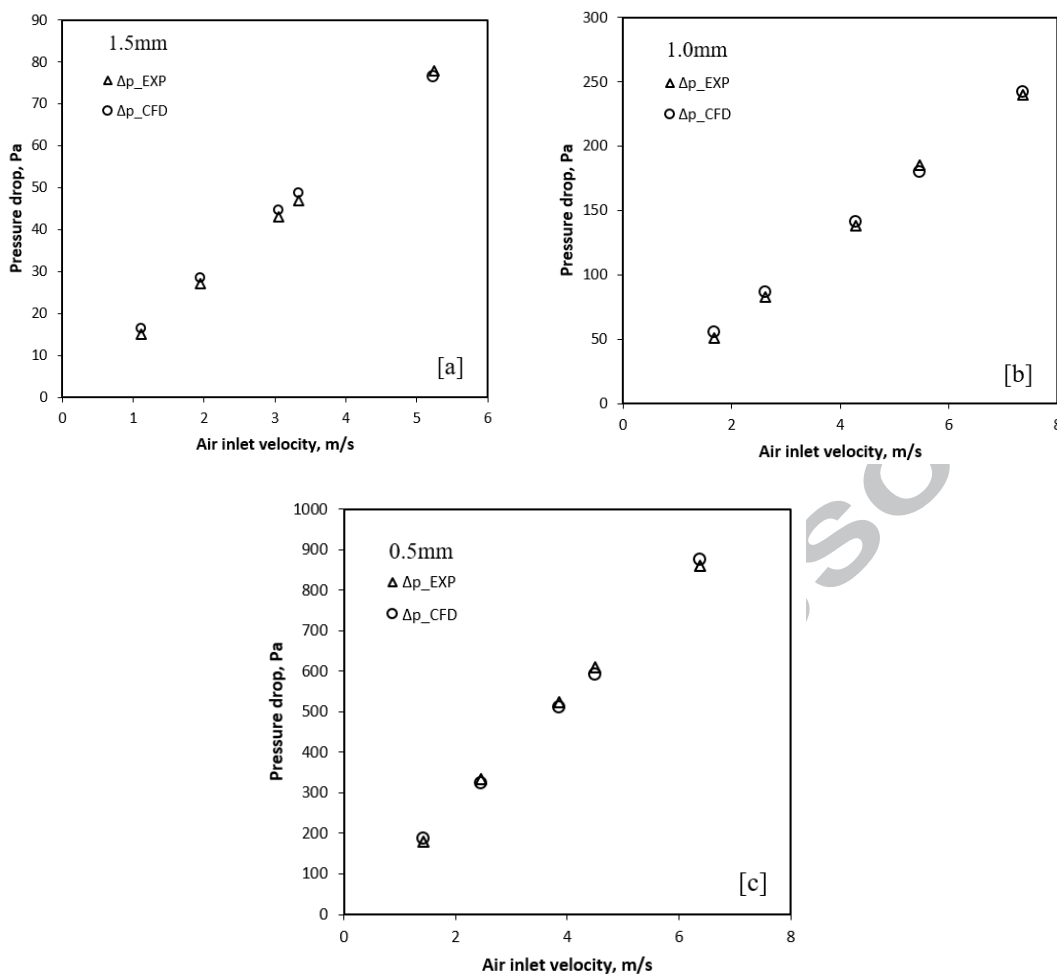 1.5mm
Δp_EXP
Δp_CFD
90
80
70
60
50
40
30
20
10
0
Pressure drop, Pa
0 1 2 3 4 5 6
Air inlet velocity, m/s
[a]
1.0mm
Δp_EXP
Δp_CFD
300
250
200
150
100
50
0
Pressure drop, Pa
0 2 4 6 8
Air inlet velocity, m/s
[b]
0.5mm
Δp_EXP
Δp_CFD
1000
900
800
700
600
500
400
300
200
100
0
Pressure drop, Pa
0 2 4 6 8
Air inlet velocity, m/s
[c]